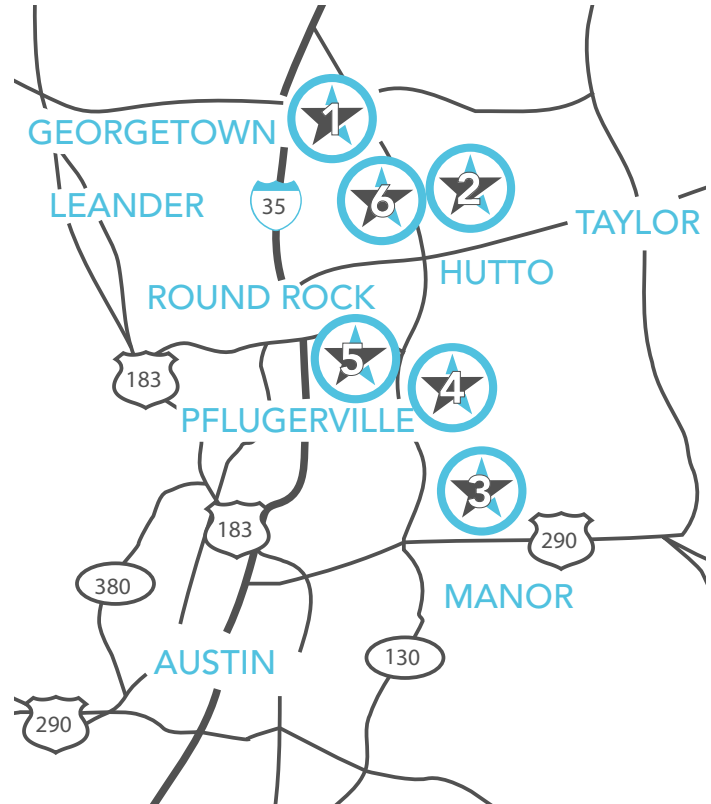 1
GEORGETOWN
6
2
LEANDER
35
TAYLOR
HUTTO
ROUND ROCK
5
183
4
PFLUGERVILLE
3
183
290
380
MANOR
130
AUSTIN
290